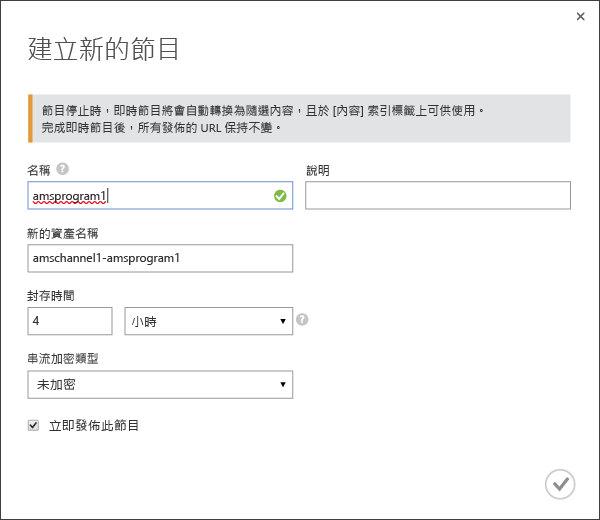 建立新的節目
節目停止時，即時節目將會自動轉換為隨選內容，且於 [內容] 索引標籤上可供使用。
完成即時節目後，所有發佈的 URL 保持不變。
名稱 ?
說明
amsprogram1
新的資產名稱
amschannel1-amsprogram1
封存時間
4 小時 ?
串流加密類型
未加密
立即發佈此節目